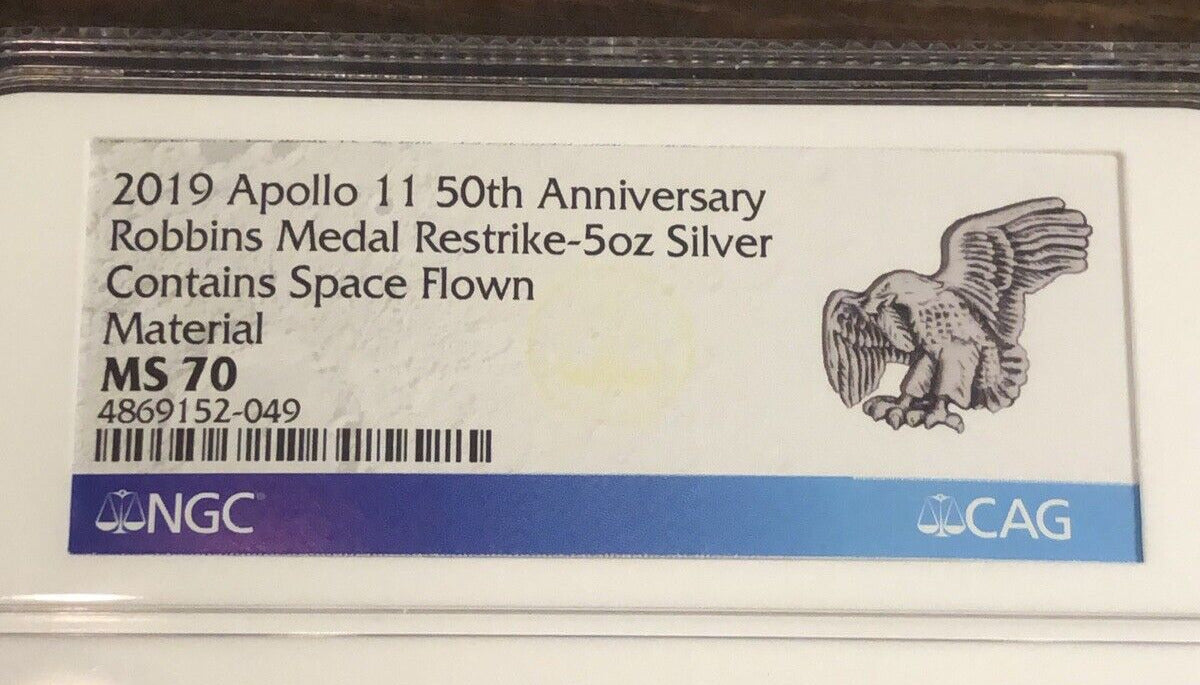 2019 Apollo 11 50th Anniversary
Robbins Medal Restrike-5oz Silver
Contains Space Flown
Material
MS 70
4869152-049
NGC
CAG